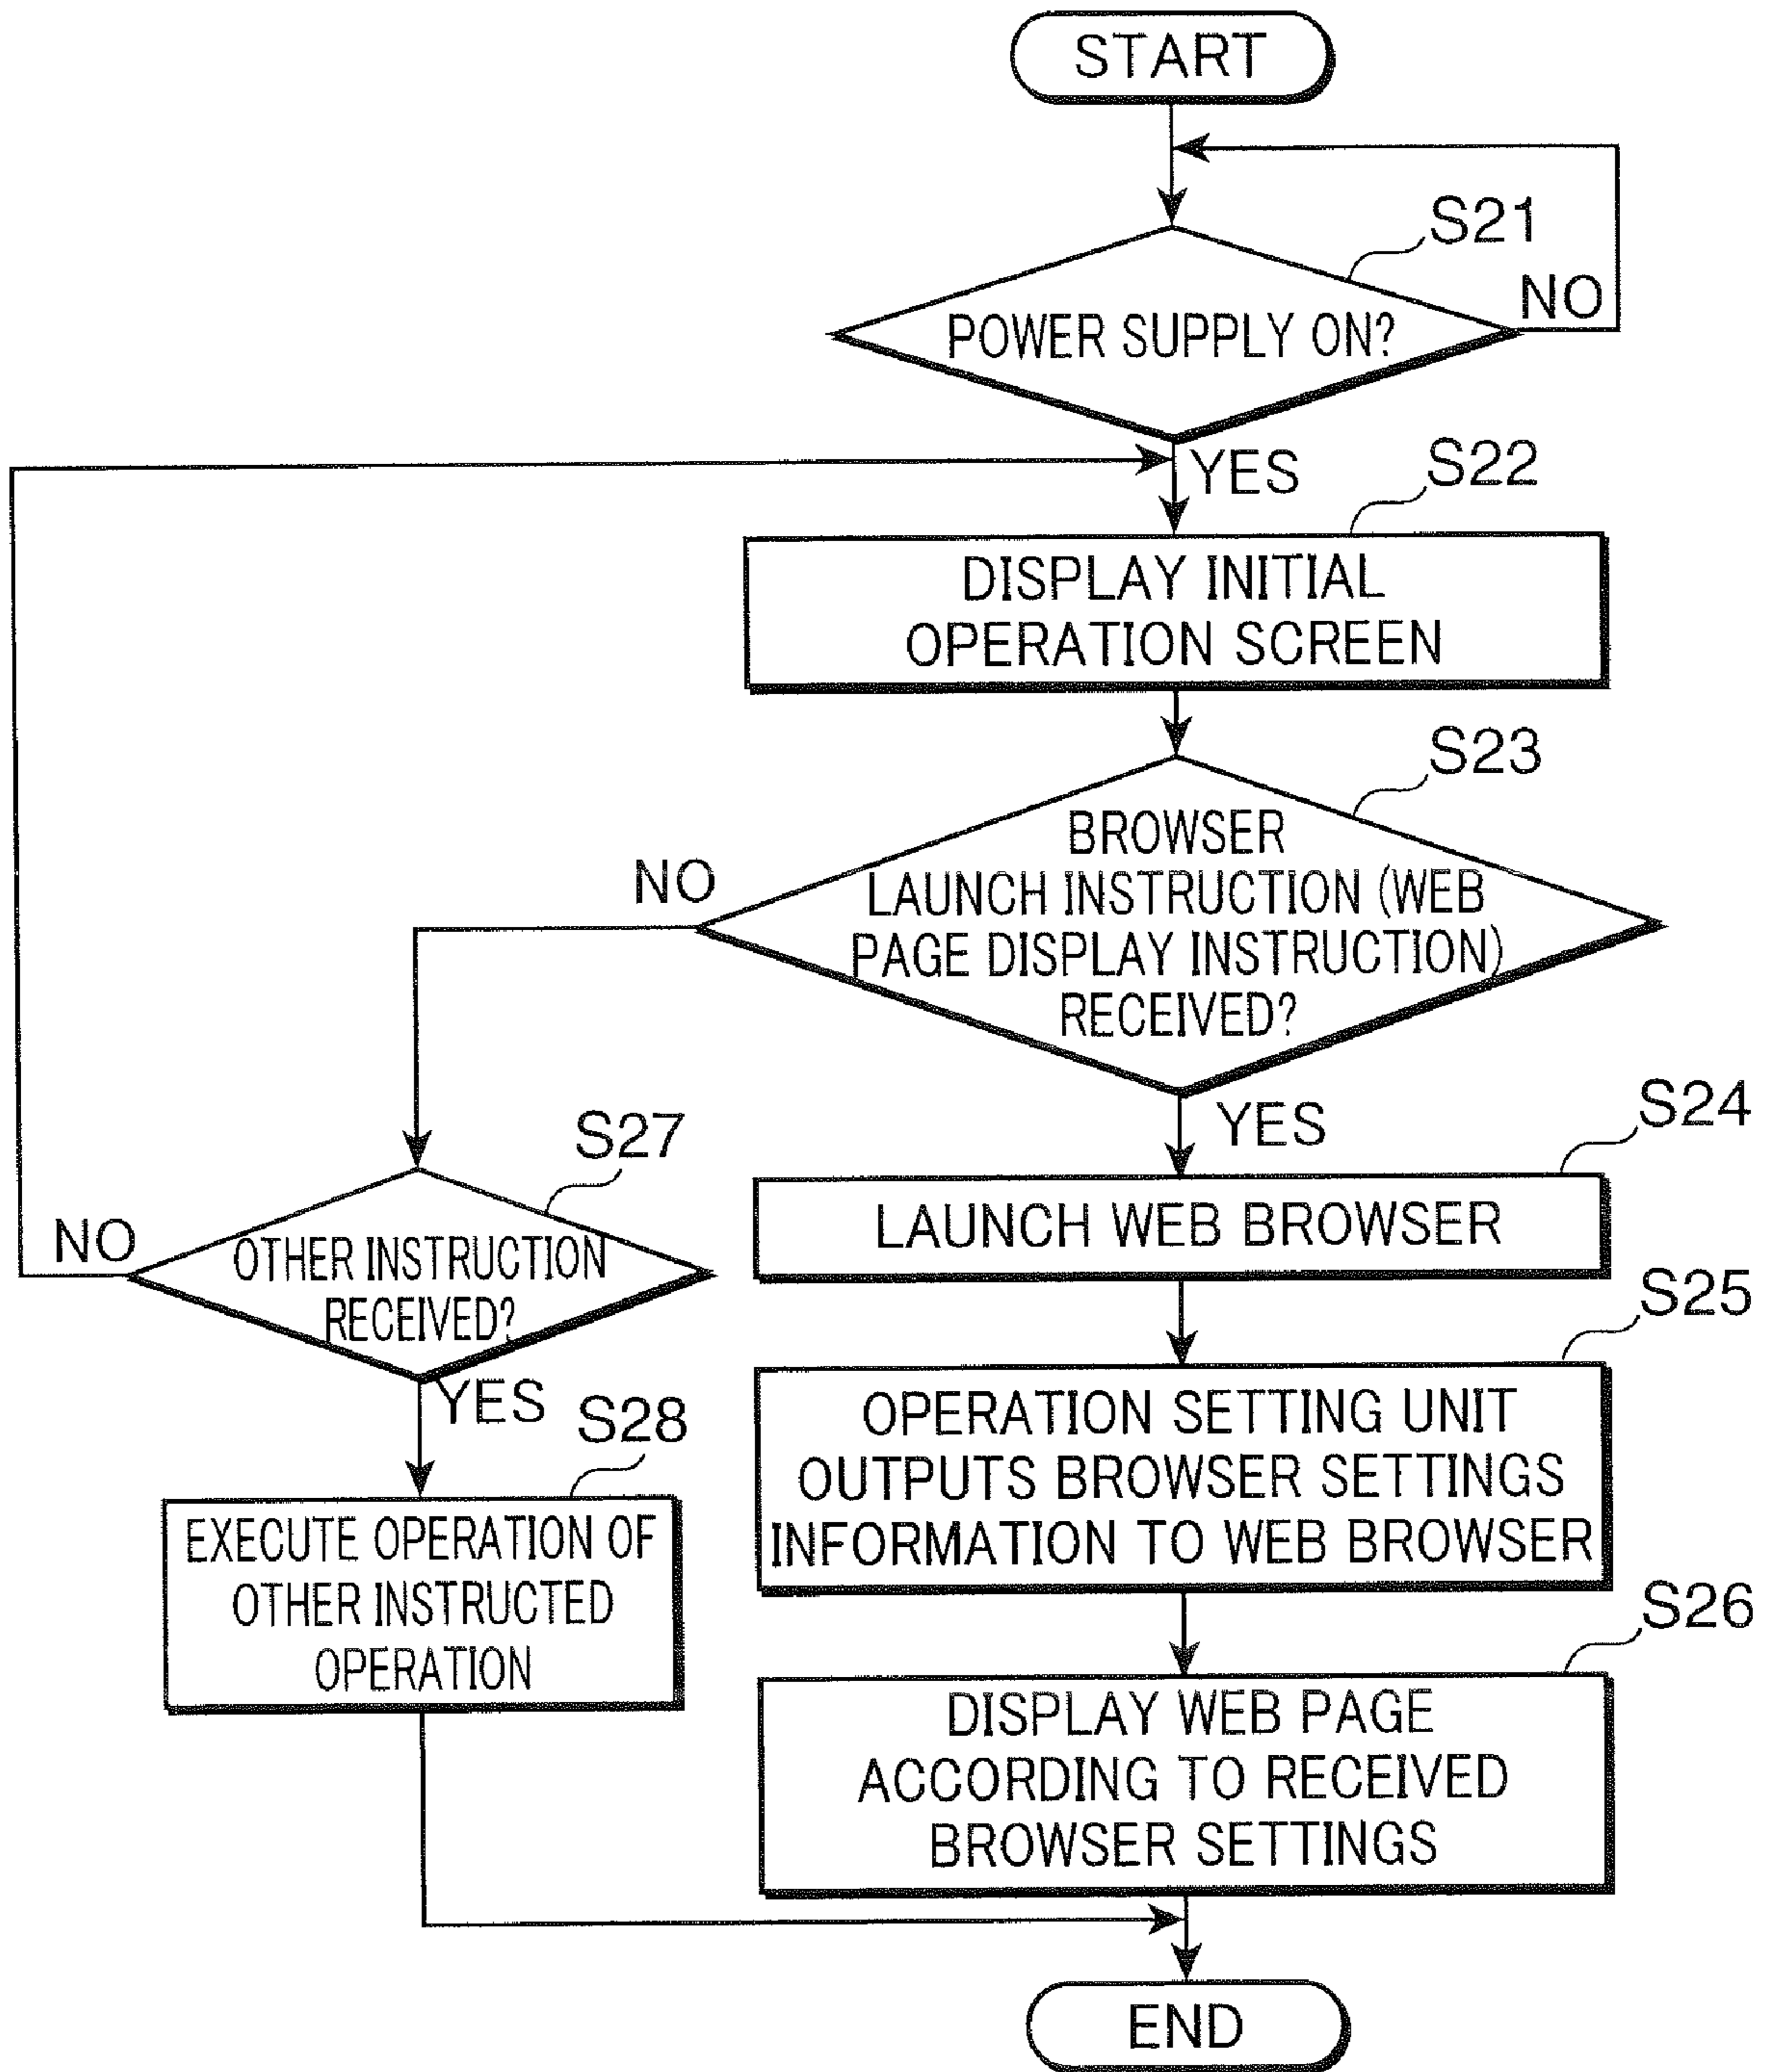 START
S21
NO
POWER SUPPLY ON?
YES
S22
DISPLAY INITIAL
OPERATION SCREEN
S23
BROWSER
LAUNCH INSTRUCTION (WEB
PAGE DISPLAY INSTRUCTION)
RECEIVED?
NO
YES
S24
LAUNCH WEB BROWSER
S25
OPERATION SETTING UNIT
OUTPUTS BROWSER SETTINGS
INFORMATION TO WEB BROWSER
S26
DISPLAY WEB PAGE
ACCORDING TO RECEIVED
BROWSER SETTINGS
S27
NO
OTHER INSTRUCTION
RECEIVED?
YES
S28
EXECUTE OPERATION OF
OTHER INSTRUCTED
OPERATION
END